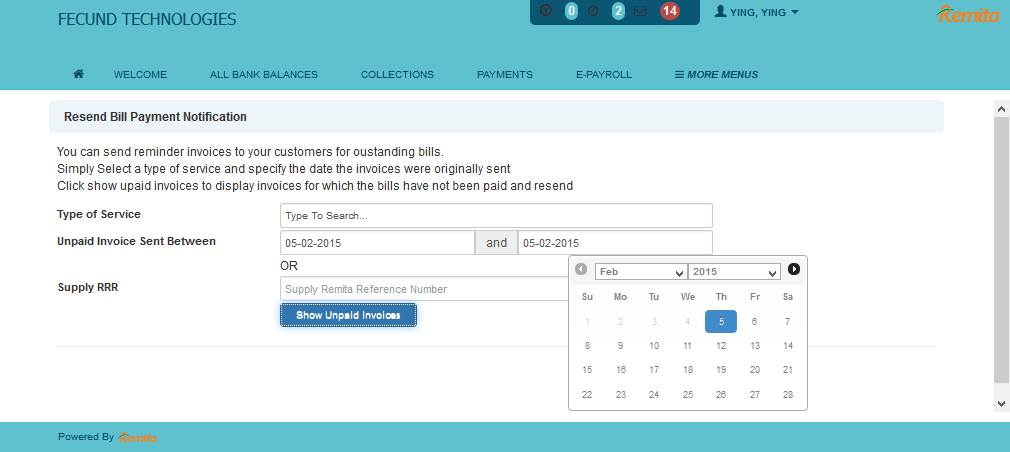 FECUND TECHNOLOGIES
0 2 14 YING, YING
Remita
WELCOME ALL BANK BALANCES COLLECTIONS PAYMENTS E-PAYROLL MORE MENUS
Resend Bill Payment Notification
You can send reminder invoices to your customers for oustanding bills.
Simply Select a type of service and specify the date the invoices were originally sent
Click show upaid invoices to display invoices for which the bills have not been paid and resend
Type of Service Type To Search...
Unpaid Invoice Sent Between 05-02-2015 and 05-02-2015
OR
Supply RRR Supply Remita Reference Number
Show Unpaid Invoices
Feb 2015
Su Mo Tu We Th Fr Sa
1 2 3 4 5 6 7
8 9 10 11 12 13 14
15 16 17 18 19 20 21
22 23 24 25 26 27 28
Powered By Remita